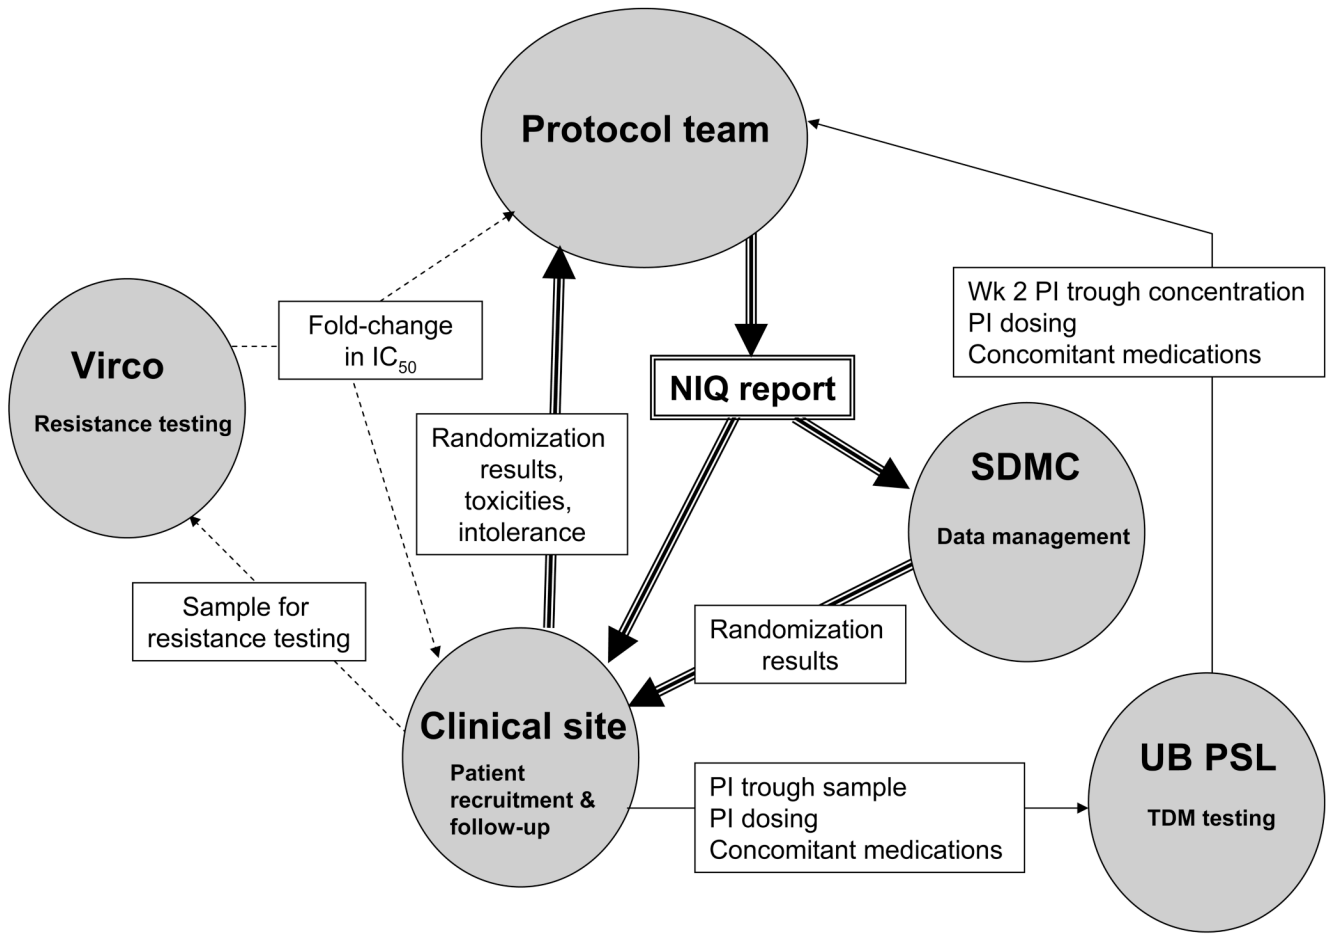 Protocol team
Wk 2 PI trough concentration
PI dosing
Concomitant medications
Fold-change
in IC50
Virco
Resistance testing
NIQ report
Randomization
results,
toxicities,
intolerance
SDMC
Data management
Sample for
resistance testing
Randomization
results
Clinical site
Patient
recruitment &
follow-up
PI trough sample
PI dosing
Concomitant medications
UB PSL
TDM testing